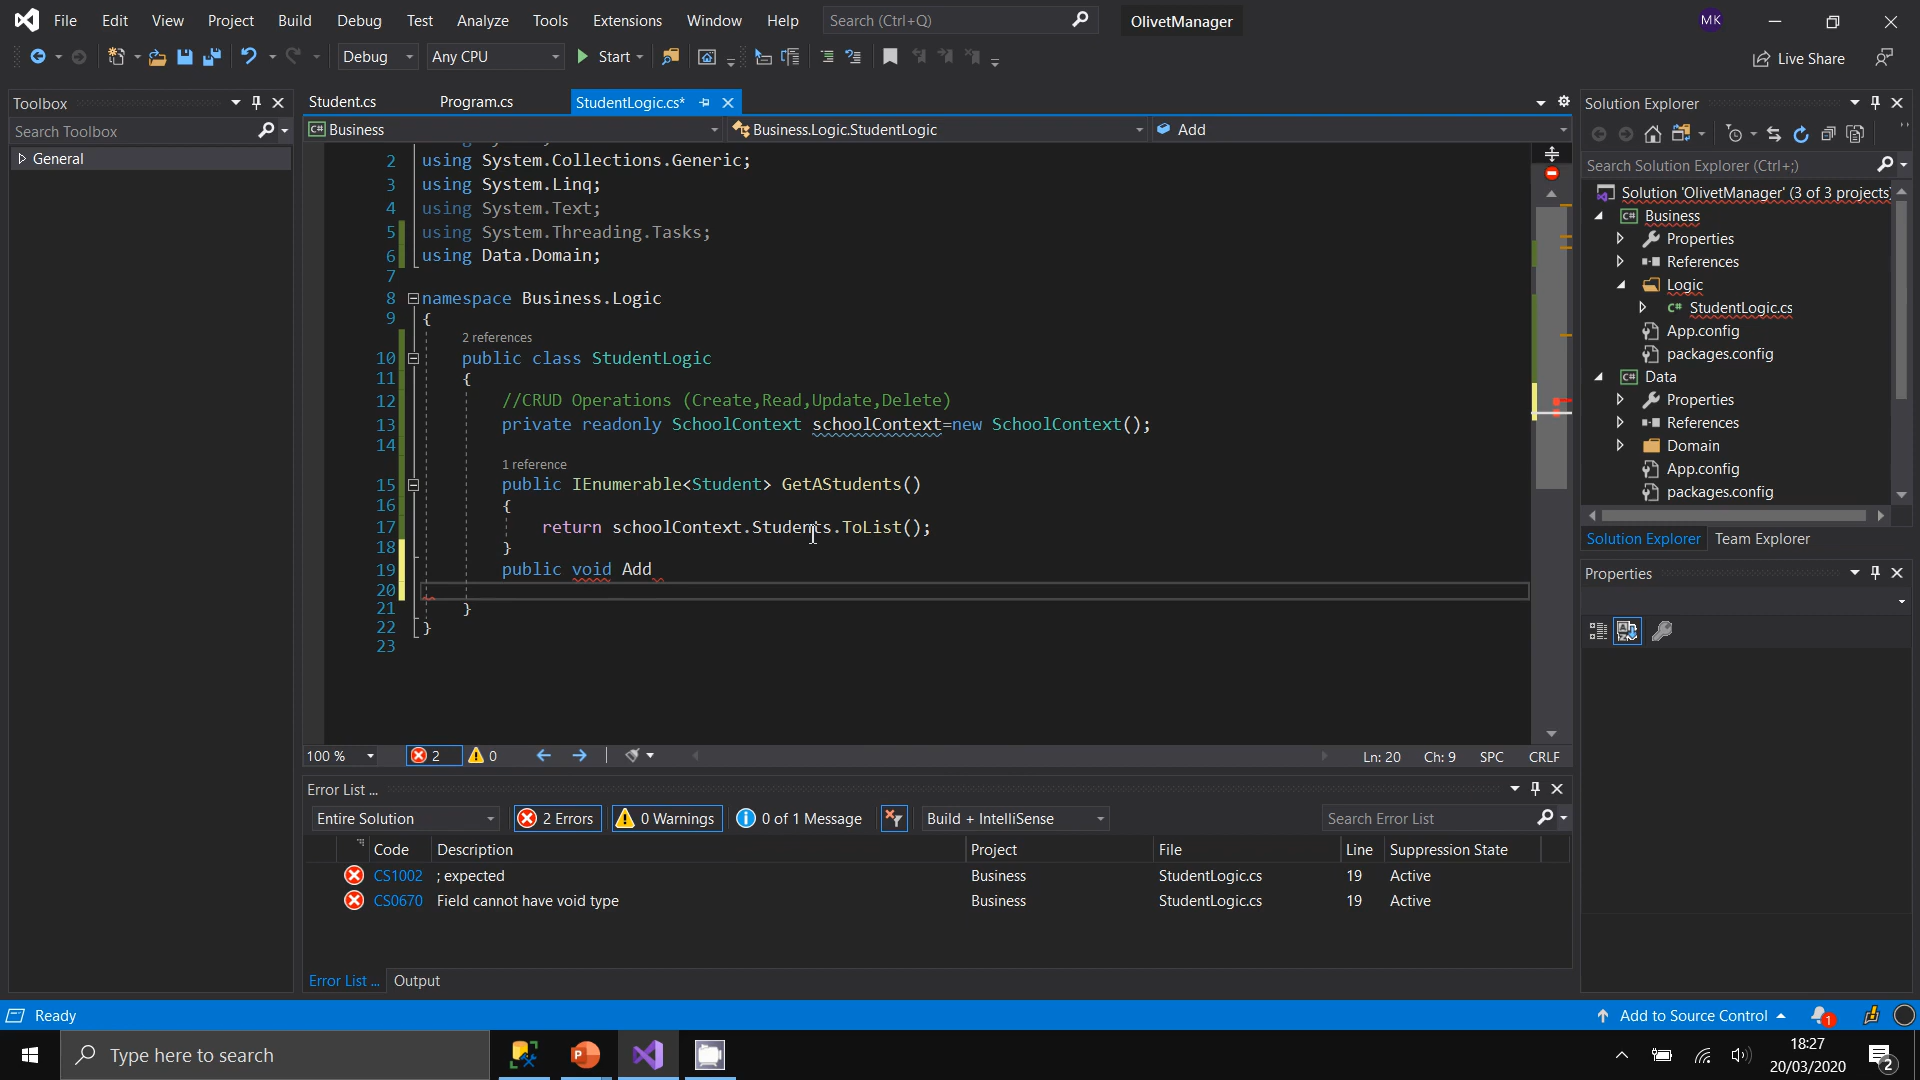 File Edit View Project Build Debug Test Analyze Tools Extensions Window Help Search (Ctrl+Q) OlivetManager MK
Debug Any CPU Start Live Share
Toolbox
Search Toolbox
General
Student.cs Program.cs StudentLogic.cs*
Business Business.Logic.StudentLogic Add
2 using System.Collections.Generic;
3 using System.Linq;
4 using System.Text;
5 using System.Threading.Tasks;
6 using Data.Domain;
7
8 namespace Business.Logic
9 {
2 references
10 public class StudentLogic
11 {
12 //CRUD Operations (Create,Read,Update,Delete)
13 private readonly SchoolContext schoolContext=new SchoolContext();
14
1 reference
15 public IEnumerable<Student> GetAStudents()
16 {
17 return schoolContext.Students.ToList();
18 }
19 public void Add
20
21 }
22 }
23
100 % 2 0 Ln: 20 Ch: 9 SPC CRLF
Error List ...
Entire Solution 2 Errors 0 Warnings 0 of 1 Message Build + IntelliSense Search Error List
Code Description Project File Line Suppression State
CS1002 ; expected Business StudentLogic.cs 19 Active
CS0670 Field cannot have void type Business StudentLogic.cs 19 Active
Error List ... Output
Solution Explorer
Search Solution Explorer (Ctrl+;)
Solution 'OlivetManager' (3 of 3 projects)
C# Business
Properties
References
Logic
C# StudentLogic.cs
App.config
packages.config
C# Data
Properties
References
Domain
App.config
packages.config
Solution Explorer Team Explorer
Properties
Ready Add to Source Control 1
Type here to search
18:27
20/03/2020
2